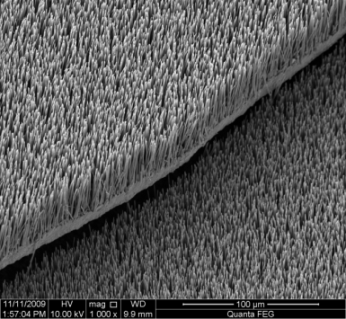 11/11/2009 HV mag □ WD 100 µm
1:57:04 PM 10.00 kV 1 000 x 9.9 mm Quanta FEG